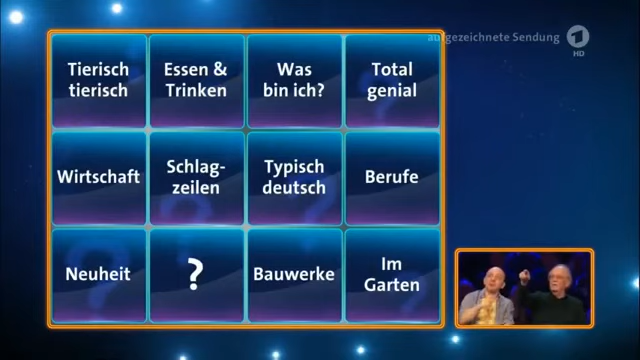 aufgezeichnete Sendung
1
HD
Tierisch
tierisch
Essen &
Trinken
Was
bin ich?
Total
genial
Wirtschaft
Schlag-
zeilen
Typisch
deutsch
Berufe
Neuheit
?
Bauwerke
Im
Garten